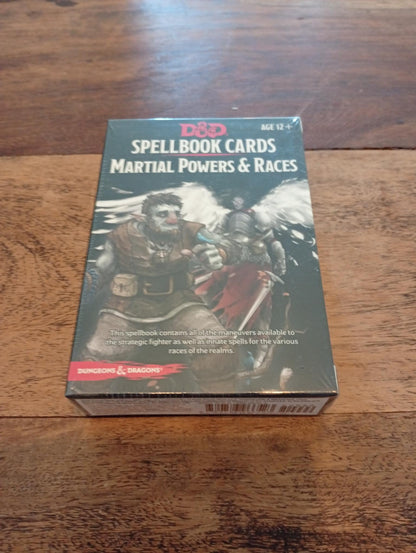 D&D
AGE 12+
SPELLBOOK CARDS
MARTIAL POWERS & RACES
This spellbook contains all of the maneuvers available to
the strategic fighter as well as innate spells for the various
races of the realms.
DUNGEONS & DRAGONS®